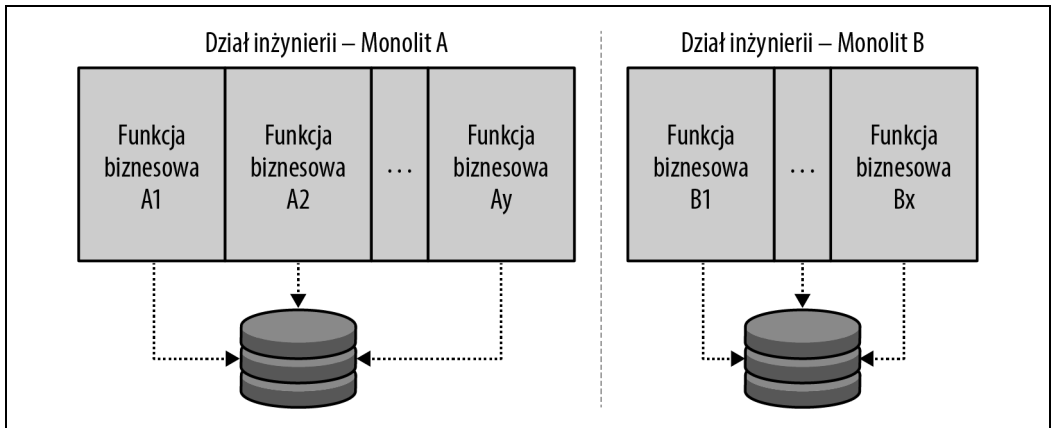 Dział inżynierii – Monolit A
Dział inżynierii – Monolit B
Funkcja
biznesowa
A1
Funkcja
biznesowa
A2
...
Funkcja
biznesowa
Ay
Funkcja
biznesowa
B1
...
Funkcja
biznesowa
Bx